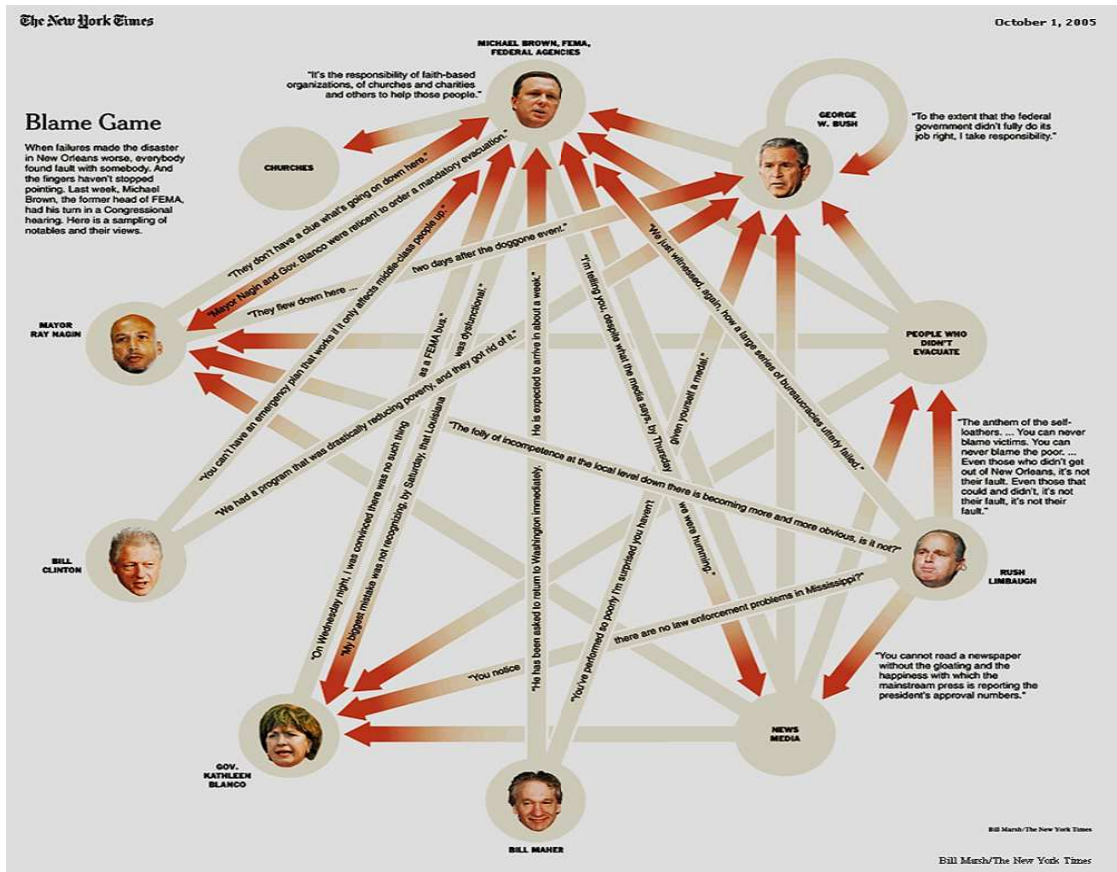 The New York Times
October 1, 2005
MICHAEL BROWN, FEMA,
FEDERAL AGENCIES
"It's the responsibility of faith-based
organizations, of churches and charities
and others to help those people."
GEORGE
W. BUSH
"To the extent that the federal
government didn't fully do its
job right, I take responsibility."
Blame Game
When failures made the disaster
in New Orleans worse, everybody
found fault with somebody. And
the fingers haven't stopped
pointing. Last week, Michael
Brown, the former head of FEMA,
had his turn in a Congressional
hearing. Here is a sampling of
notables and their views.
CHURCHES
"They don't have a clue what's going on down here."
"Mayor Nagin and Gov. Blanco were reticent to order a mandatory evacuation."
"They flew down here ... two days after the doggone event."
MAYOR
RAY NAGIN
PEOPLE WHO
DIDN'T
EVACUATE
"You can't have an emergency plan that works if it only affects middle-class people up."
"We had a program that was drastically reducing poverty, and they got rid of it."
"On Wednesday night, I was convinced there was no such thing as a FEMA bus."
"My biggest mistake was not recognizing, by Saturday, that Louisiana was dysfunctional."
"He has been asked to return to Washington immediately. He is expected to arrive in about a week."
"I'm telling you, despite what the media says, by Thursday we were humming."
"You've performed so poorly I'm surprised you haven't given yourself a medal."
"We just witnessed, again, how a large series of bureaucracies utterly failed."
"The folly of incompetence at the local level down there is becoming more and more obvious, is it not?"
"You notice there are no law enforcement problems in Mississippi?"
"The anthem of the self-
loathers. ... You can never
blame victims. You can
never blame the poor. ...
Even those who didn't get
out of New Orleans, it's not
their fault. Even those that
could and didn't, it's not
their fault, it's not their
fault."
BILL
CLINTON
RUSH
LIMBAUGH
"You cannot read a newspaper
without the gloating and the
happiness with which the
mainstream press is reporting the
president's approval numbers."
NEWS
MEDIA
GOV.
KATHLEEN
BLANCO
BILL MAHER
Bill Marsh/The New York Times
Bill Marsh/The New York Times